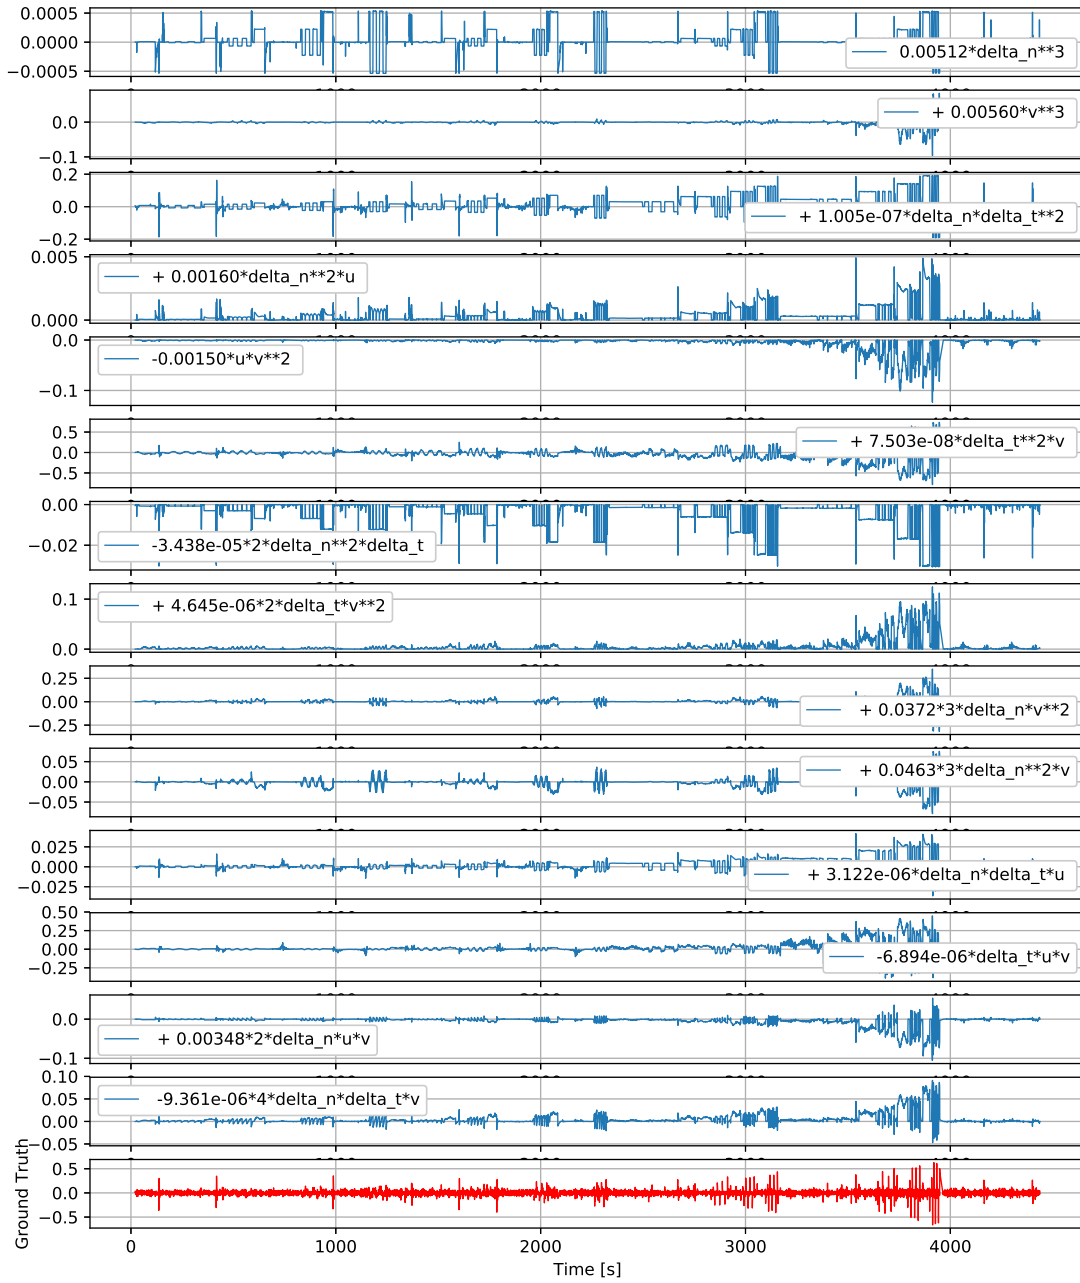 0.0005
0.0000
−0.0005
0.00512*delta_n**3
0.0
−0.1
+ 0.00560*v**3
0.2
0.0
−0.2
+ 1.005e-07*delta_n*delta_t**2
0.005
0.000
+ 0.00160*delta_n**2*u
0.0
−0.1
-0.00150*u*v**2
0.5
0.0
−0.5
+ 7.503e-08*delta_t**2*v
0.00
−0.02
-3.438e-05*2*delta_n**2*delta_t
0.1
0.0
+ 4.645e-06*2*delta_t*v**2
0.25
0.00
−0.25
+ 0.0372*3*delta_n*v**2
0.05
0.00
−0.05
+ 0.0463*3*delta_n**2*v
0.025
0.000
−0.025
+ 3.122e-06*delta_n*delta_t*u
0.50
0.25
0.00
−0.25
-6.894e-06*delta_t*u*v
0.0
−0.1
+ 0.00348*2*delta_n*u*v
0.10
0.05
0.00
−0.05
-9.361e-06*4*delta_n*delta_t*v
Ground Truth
0.5
0.0
−0.5
0 1000 2000 3000 4000
Time [s]